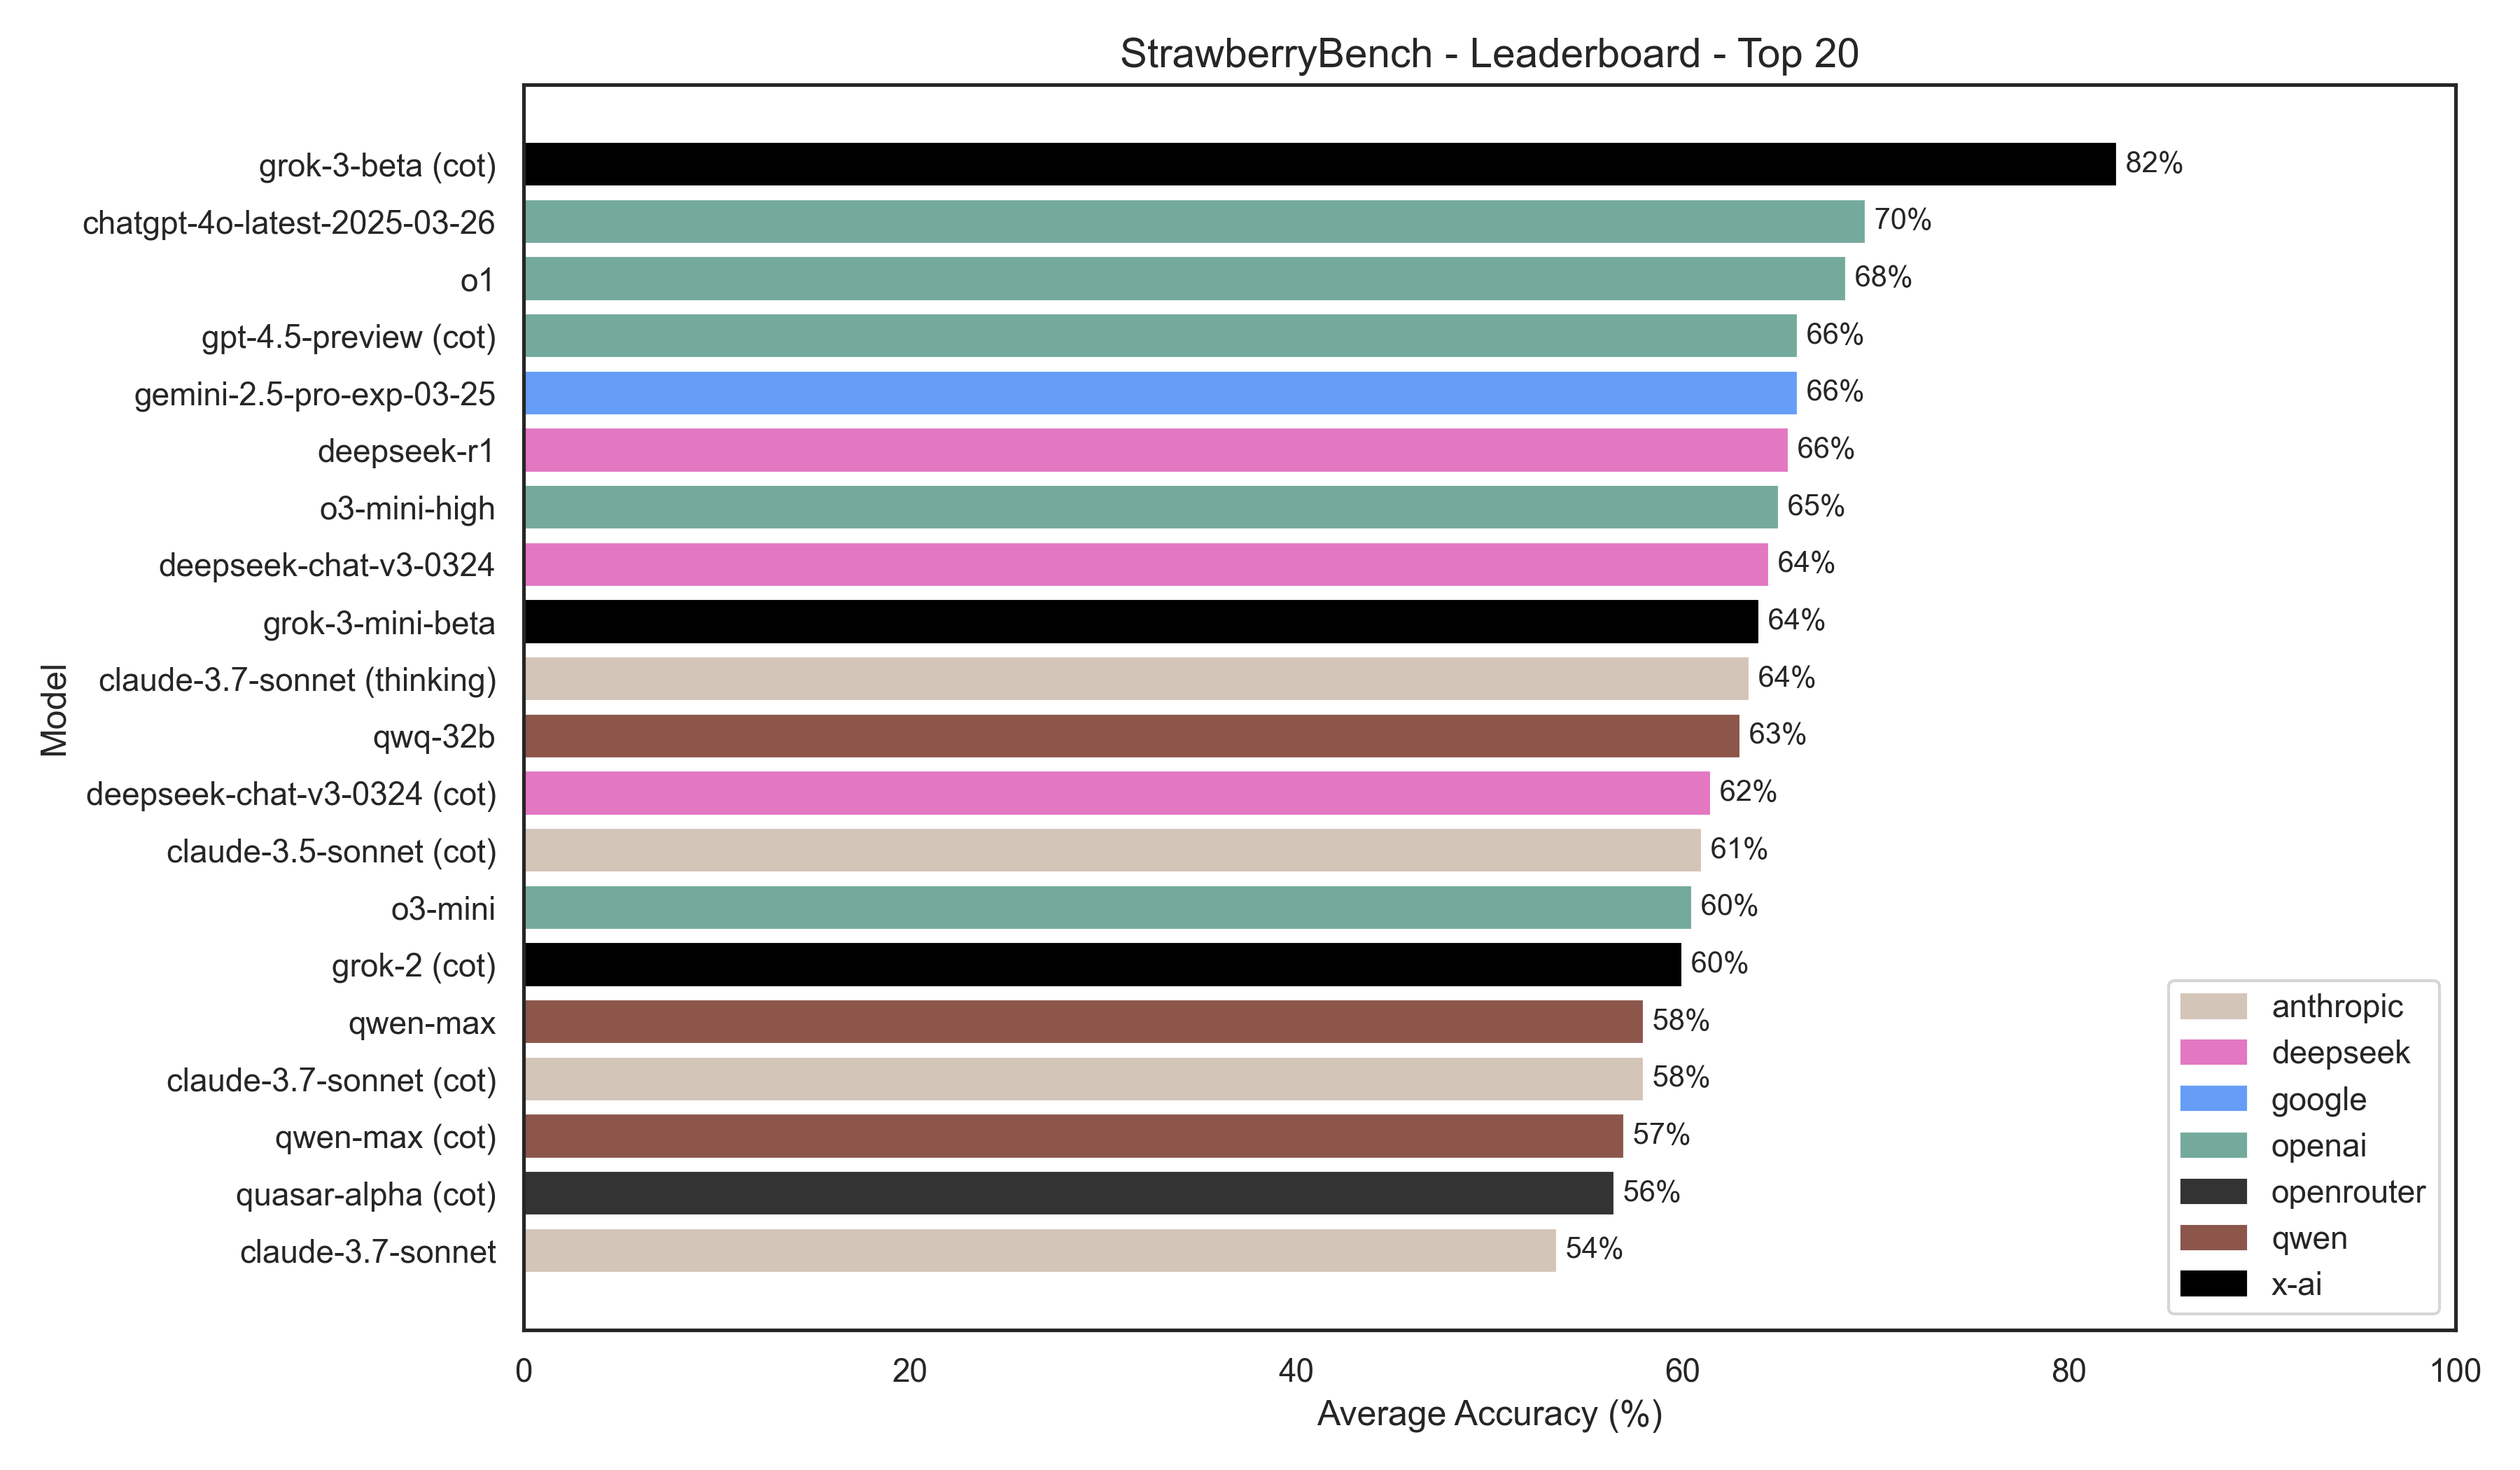 StrawberryBench - Leaderboard - Top 20
grok-3-beta (cot) 82%
chatgpt-4o-latest-2025-03-26 70%
o1 68%
gpt-4.5-preview (cot) 66%
gemini-2.5-pro-exp-03-25 66%
deepseek-r1 66%
o3-mini-high 65%
deepseek-chat-v3-0324 64%
grok-3-mini-beta 64%
claude-3.7-sonnet (thinking) 64%
qwq-32b 63%
deepseek-chat-v3-0324 (cot) 62%
claude-3.5-sonnet (cot) 61%
o3-mini 60%
grok-2 (cot) 60%
qwen-max 58%
claude-3.7-sonnet (cot) 58%
qwen-max (cot) 57%
quasar-alpha (cot) 56%
claude-3.7-sonnet 54%
Model
anthropic
deepseek
google
openai
openrouter
qwen
x-ai
0 20 40 60 80 100
Average Accuracy (%)